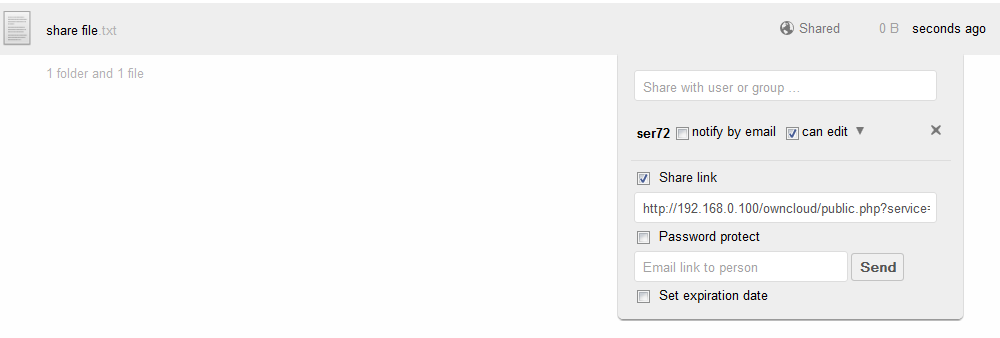 share file txt Shared 0 B seconds ago
1 folder and 1 file
Share with user or group ...
ser72 notify by email can edit
Share link
http://192.168.0.100/owncloud/public.php?service=
Password protect
Email link to person Send
Set expiration date